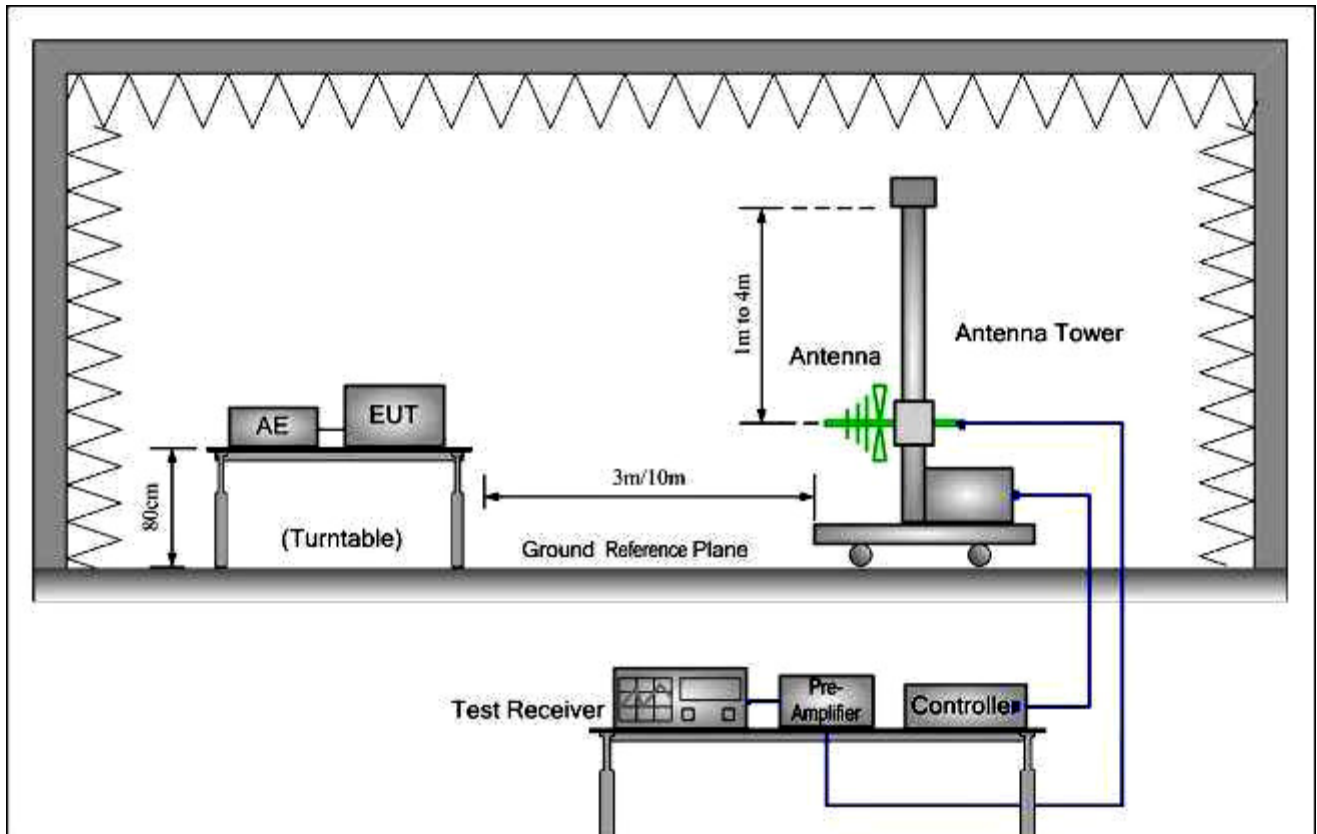 1m to 4m
Antenna Tower
Antenna
AE
EUT
80cm
3m/10m
(Turntable)
Ground Reference Plane
Test Receiver
Pre-
Amplifier
Controller